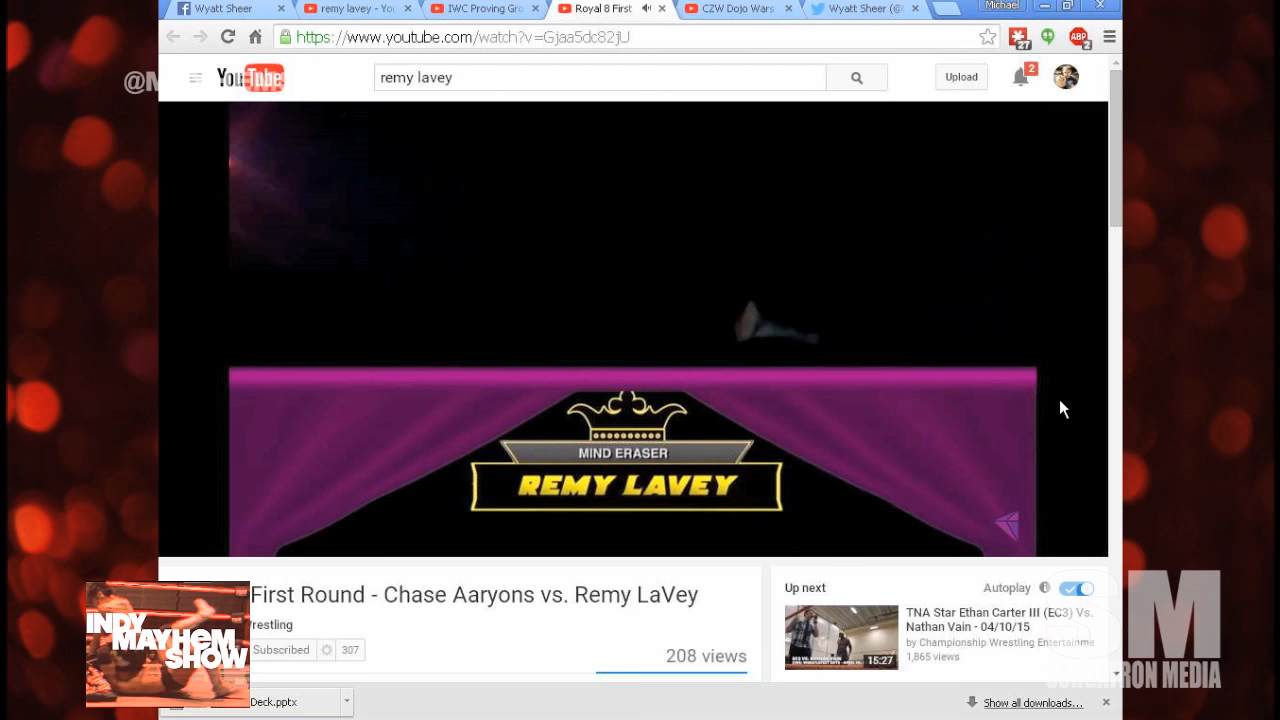 Wyatt Sheer
remy lavey - You
IWC Proving Gro
Royal 8 First
CZW Dojo Wars
Wyatt Sheer (@
Michael
https://www.youtube.com/watch?v=Gjaa5dc82jU
27
ABP
2
@M
YouTube
remy lavey
Upload
2
MIND ERASER
REMY LAVEY
First Round - Chase Aaryons vs. Remy LaVey
restling
Subscribed
307
208 views
Up next
Autoplay
TNA Star Ethan Carter III (EC3) Vs.
Nathan Vain - 04/10/15
by Championship Wrestling Entertainme
1,865 views
15:27
INDY
MAYHEM
SHOW
M
MEDIA
Deck.pptx
Show all downloads...